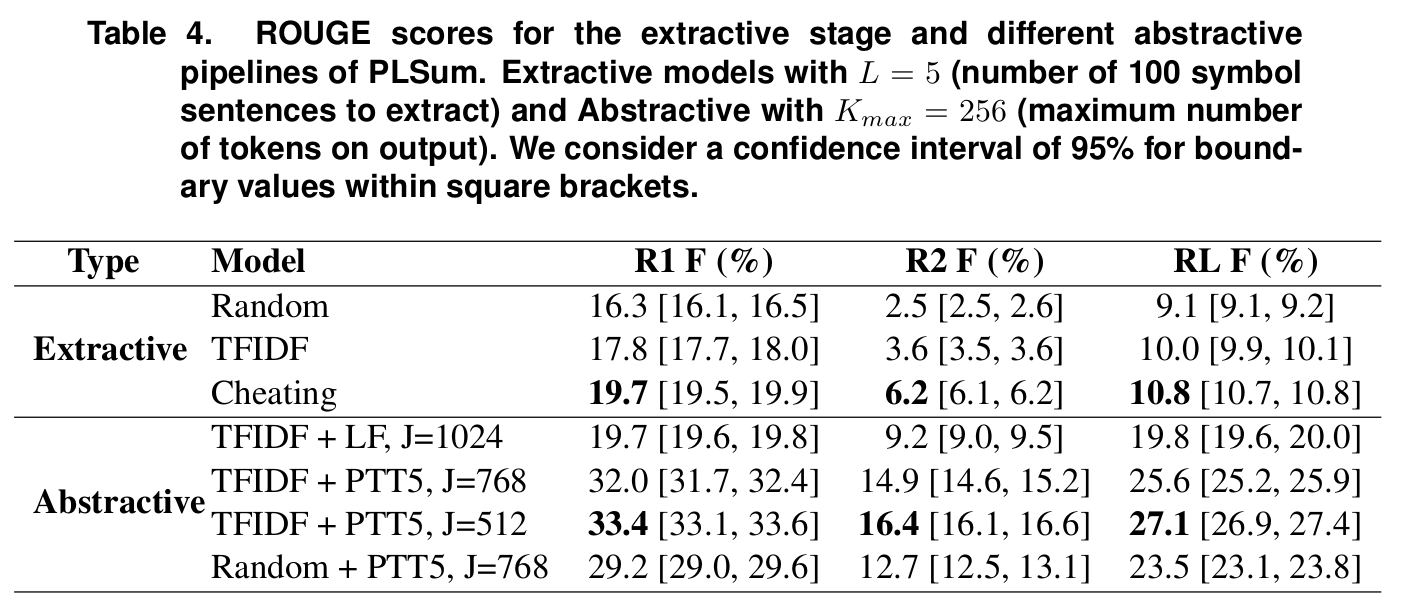 Table 4. ROUGE scores for the extractive stage and different abstractive
pipelines of PLSum. Extractive models with L = 5 (number of 100 symbol
sentences to extract) and Abstractive with Kmax = 256 (maximum number
of tokens on output). We consider a confidence interval of 95% for bound-
ary values within square brackets.
Type Model R1 F (%) R2 F (%) RL F (%)
Random 16.3 [16.1, 16.5] 2.5 [2.5, 2.6] 9.1 [9.1, 9.2]
Extractive TFIDF 17.8 [17.7, 18.0] 3.6 [3.5, 3.6] 10.0 [9.9, 10.1]
Cheating 19.7 [19.5, 19.9] 6.2 [6.1, 6.2] 10.8 [10.7, 10.8]
TFIDF + LF, J=1024 19.7 [19.6, 19.8] 9.2 [9.0, 9.5] 19.8 [19.6, 20.0]
TFIDF + PTT5, J=768 32.0 [31.7, 32.4] 14.9 [14.6, 15.2] 25.6 [25.2, 25.9]
Abstractive TFIDF + PTT5, J=512 33.4 [33.1, 33.6] 16.4 [16.1, 16.6] 27.1 [26.9, 27.4]
Random + PTT5, J=768 29.2 [29.0, 29.6] 12.7 [12.5, 13.1] 23.5 [23.1, 23.8]